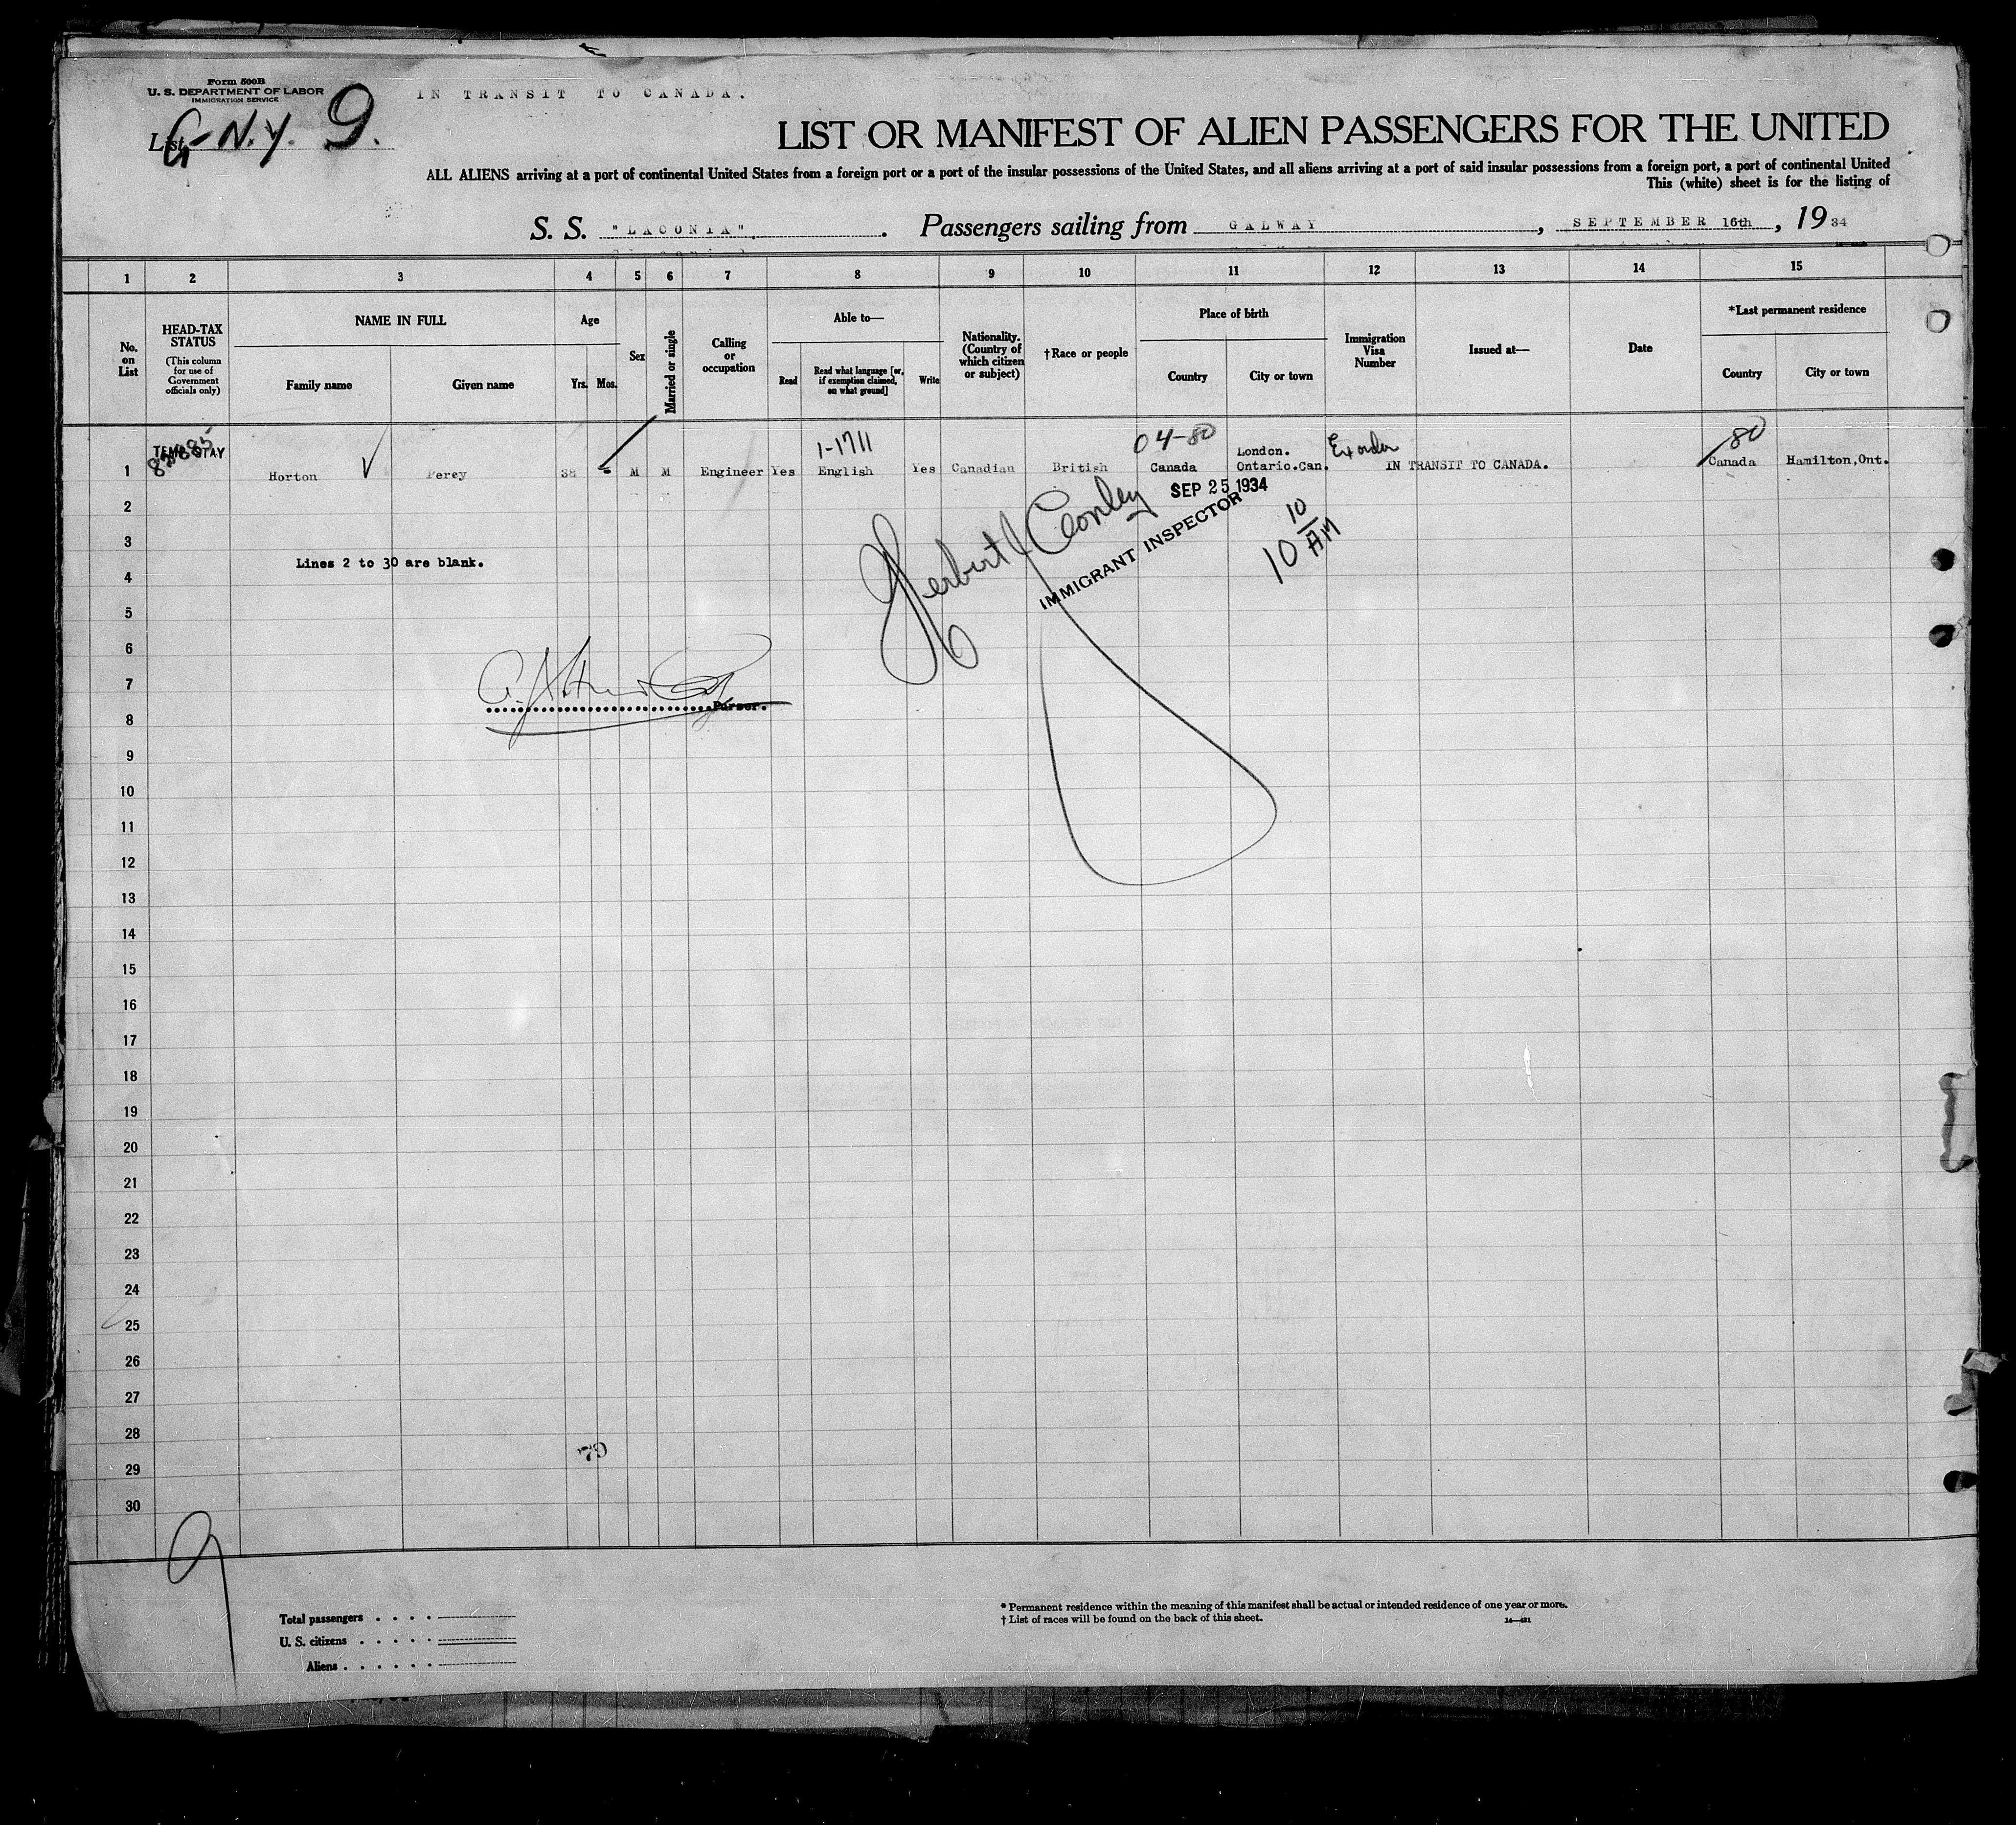 Form 500B
U. S. DEPARTMENT OF LABOR
IMMIGRATION SERVICE
IN TRANSIT TO CANADA.
List G-N.Y. 9.
LIST OR MANIFEST OF ALIEN PASSENGERS FOR THE UNITED
ALL ALIENS arriving at a port of continental United States from a foreign port or a port of the insular possessions of the United States, and all aliens arriving at a port of said insular possessions from a foreign port, a port of continental United
This (white) sheet is for the listing of
S. S. "LACONIA". Passengers sailing from GALWAY, SEPTEMBER 16th, 1934
1 2 3 4 5 6 7 8 9 10 11 12 13 14 15
No. on List
HEAD-TAX STATUS
(This column for use of Government officials only)
NAME IN FULL
Family name
Given name
Age
Yrs. Mos.
Sex
Married or single
Calling or occupation
Able to—
Read
Read what language [or, if exemption claimed, on what ground]
Write
Nationality. (Country of which citizen or subject)
†Race or people
Place of birth
Country
City or town
Immigration Visa Number
Issued at—
Date
*Last permanent residence
Country
City or town
1-1711
04-80
80
1 TEMP STAY Horton Percy 38 - M M Engineer Yes English Yes Canadian British Canada London. Ontario.Can. IN TRANSIT TO CANADA. Canada Hamilton,Ont.
SEP 25 1934
2
3
Lines 2 to 30 are blank.
Herbert J Conley
IMMIGRANT INSPECTOR
10 10 AM
4
5
6
7
Purser.
8
9
10
11
12
13
14
15
16
17
18
19
20
21
22
23
24
25
26
27
28
79
29
30
9
Total passengers
U. S. citizens
Aliens
* Permanent residence within the meaning of this manifest shall be actual or intended residence of one year or more.
† List of races will be found on the back of this sheet.
14—421